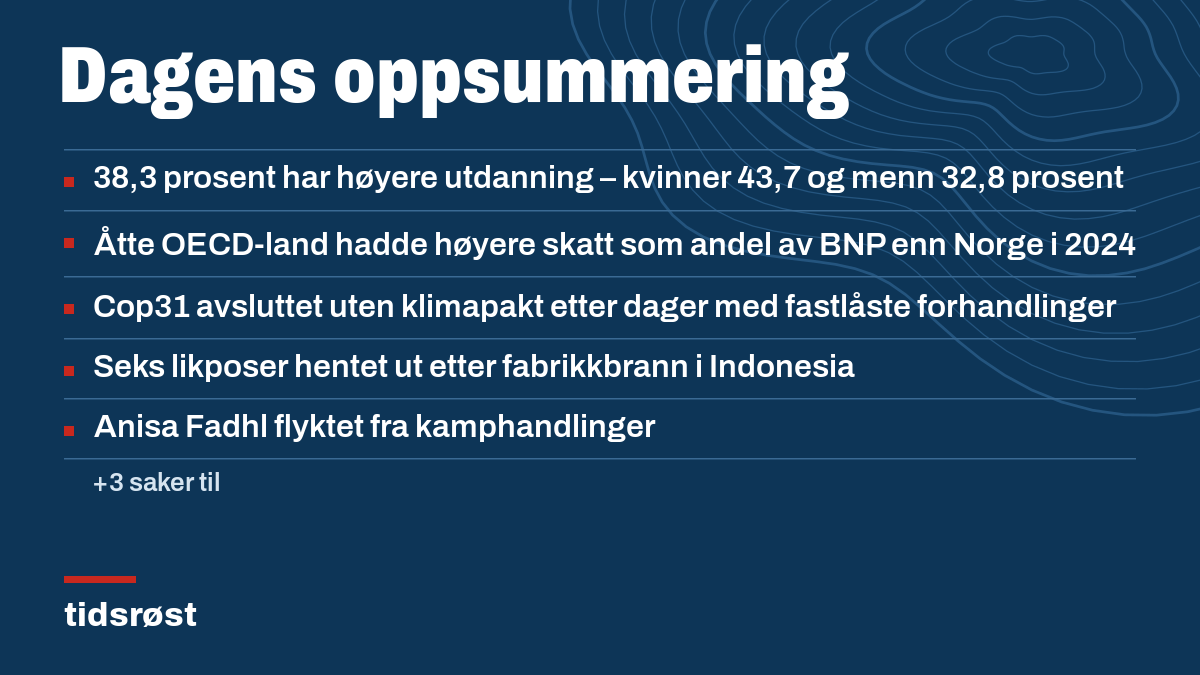 Dagens oppsummering
38,3 prosent har høyere utdanning – kvinner 43,7 og menn 32,8 prosent
Åtte OECD-land hadde høyere skatt som andel av BNP enn Norge i 2024
Cop31 avsluttet uten klimapakt etter dager med fastlåste forhandlinger
Seks likposer hentet ut etter fabrikkbrann i Indonesia
Anisa Fadhl flyktet fra kamphandlinger
+3 saker til
tidsrøst